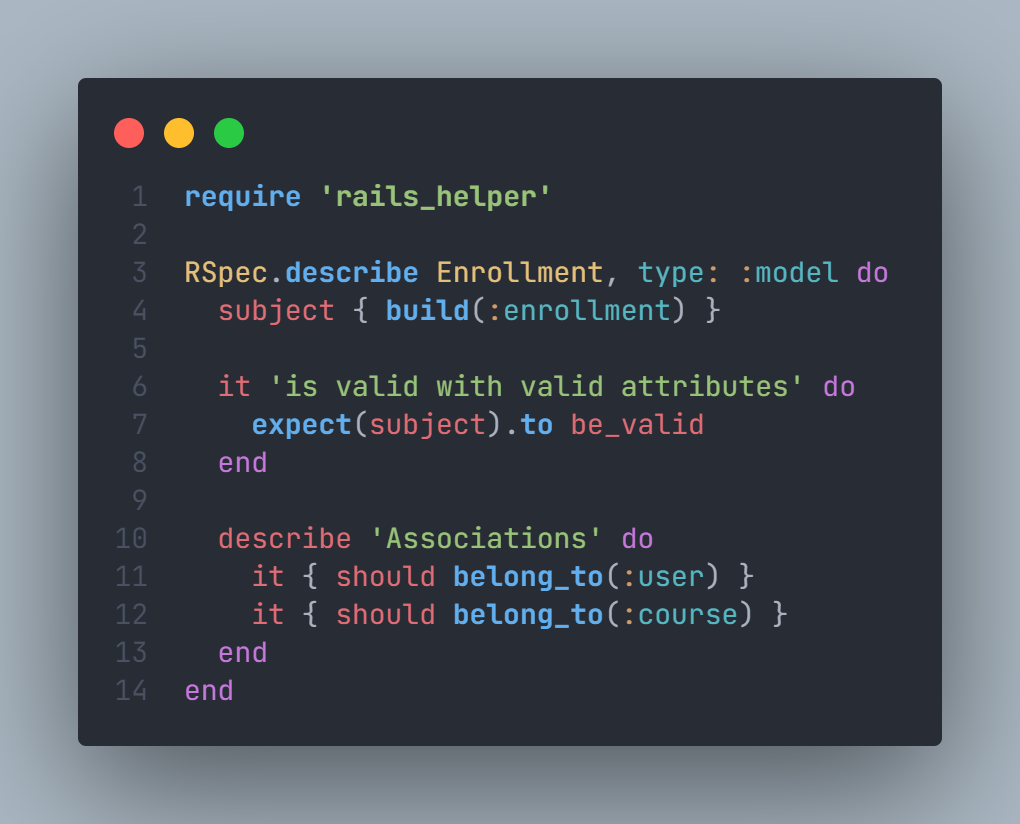 1 require 'rails_helper'
2
3 RSpec.describe Enrollment, type: :model do
4   subject { build(:enrollment) }
5
6   it 'is valid with valid attributes' do
7     expect(subject).to be_valid
8   end
9
10   describe 'Associations' do
11     it { should belong_to(:user) }
12     it { should belong_to(:course) }
13   end
14 end